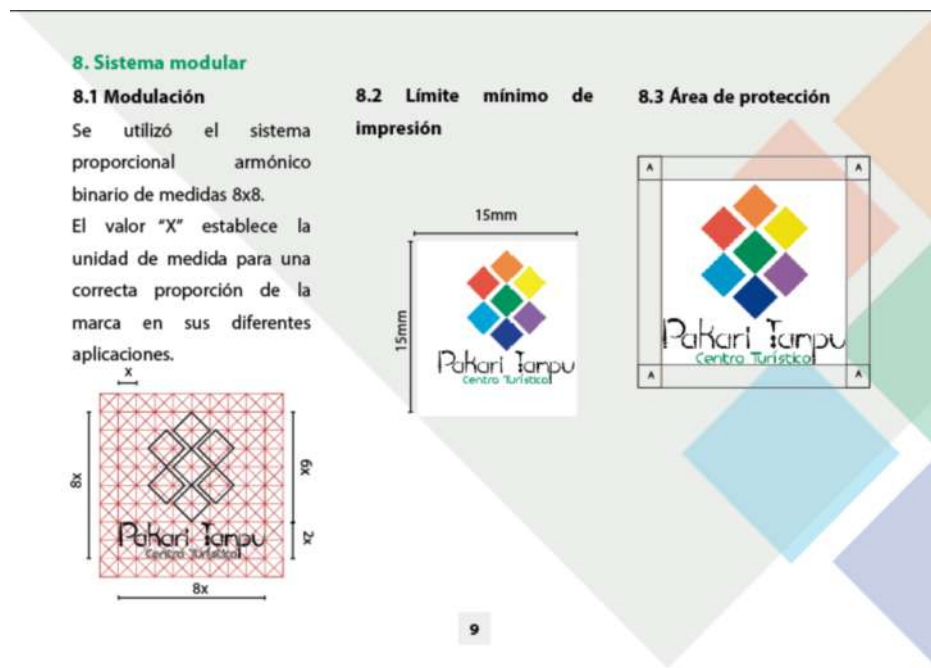 8. Sistema modular
8.1 Modulación
Se utilizó el sistema
proporcional armónico
binario de medidas 8x8.
El valor "X" establece la
unidad de medida para una
correcta proporción de la
marca en sus diferentes
aplicaciones.
x
8x
6x
2x
Pakari Tanpu
Centro Turístico
8x
8.2 Límite mínimo de
impresión
15mm
15mm
Pakari Tanpu
Centro Turístico
8.3 Área de protección
A
A
Pakari Tanpu
Centro Turístico
A
A
9